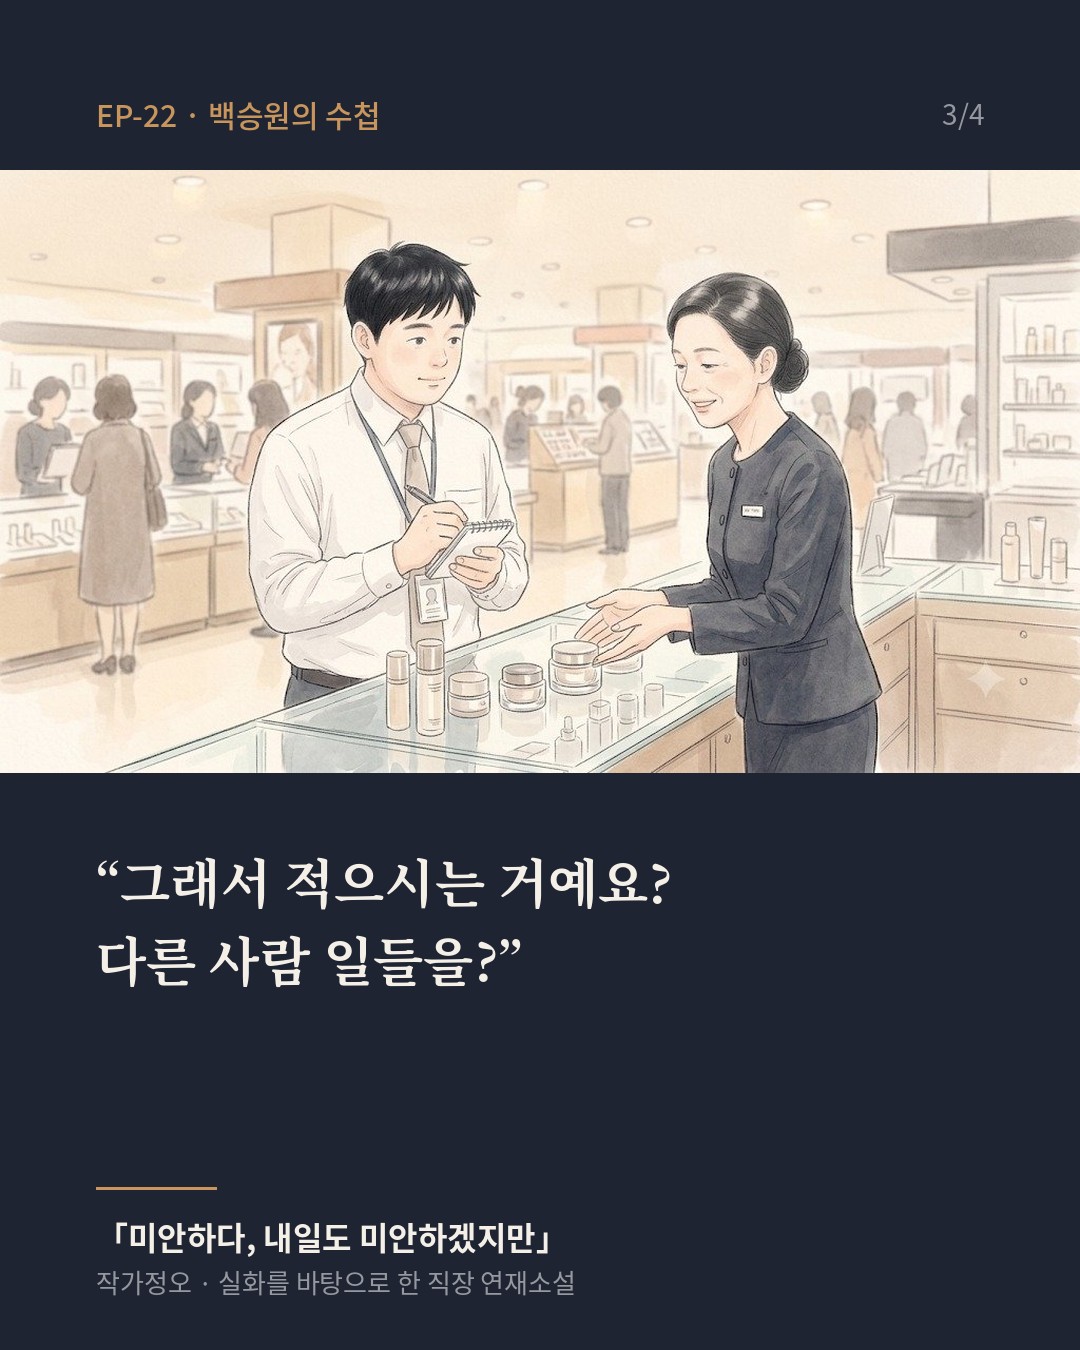 EP-22 · 백승원의 수첩
3/4
“그래서 적으시는 거예요?
다른 사람 일들을?”
「미안하다, 내일도 미안하겠지만」
작가정오 · 실화를 바탕으로 한 직장 연재소설